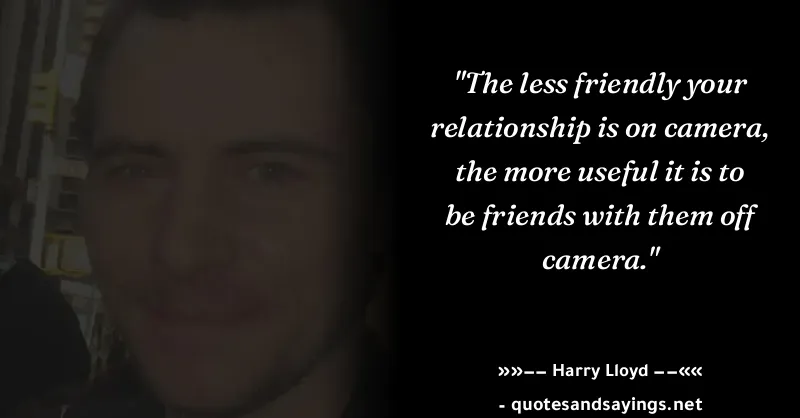 "The less friendly your
relationship is on camera,
the more useful it is to
be friends with them off
camera."
»»−− Harry Lloyd −−««
- quotesandsayings.net